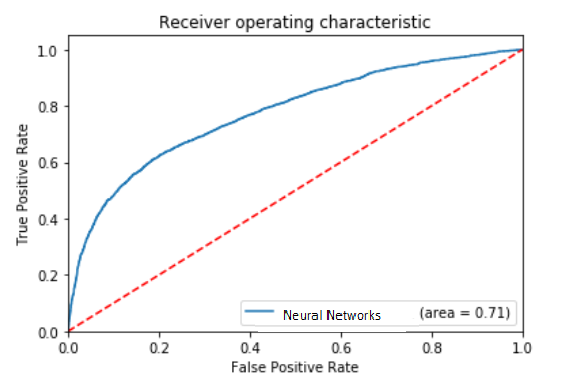 Receiver operating characteristic
1.0
0.8
0.6
0.4
0.2
0.0
True Positive Rate
Neural Networks (area = 0.71)
0.0 0.2 0.4 0.6 0.8 1.0
False Positive Rate